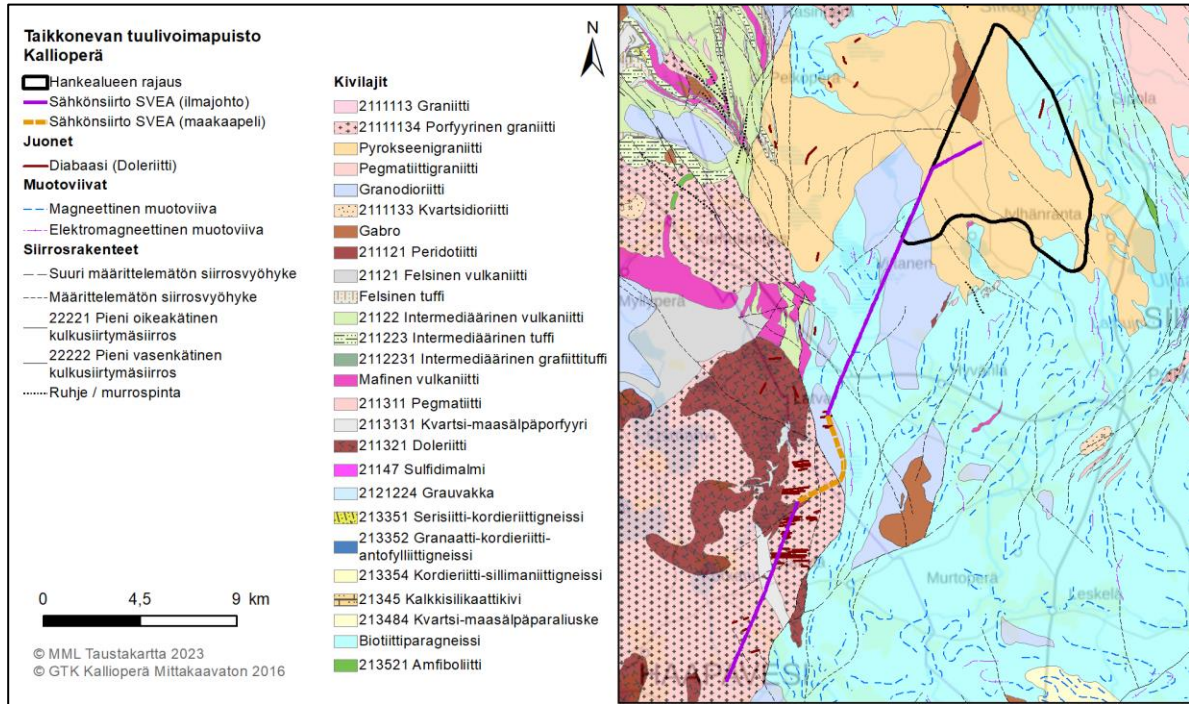 Taikkonevan tuulivoimapuisto
Kallioperä
Hankealueen rajaus
Sähkönsiirto SVEA (ilmajohto)
Sähkönsiirto SVEA (maakaapeli)
Juonet
Diabaasi (Doleriitti)
Muotoviivat
Magneettinen muotoviiva
Elektromagneettinen muotoviiva
Siirrosrakenteet
Suuri määrittelemätön siirrosvyöhyke
Määrittelemätön siirrosvyöhyke
22221 Pieni oikeakätinen
kulkusiirtymäsiirros
22222 Pieni vasenkätinen
kulkusiirtymäsiirros
Ruhje / murrospinta
0 4,5 9 km
© MML Taustakartta 2023
© GTK Kallioperä Mittakaavaton 2016
N
Kivilajit
2111113 Graniitti
21111134 Porfyyrinen graniitti
Pyrokseenigraniitti
Pegmatiittigraniitti
Granodioriitti
2111133 Kvartsidioriitti
Gabro
211121 Peridotiitti
21121 Felsinen vulkaniitti
Felsinen tuffi
21122 Intermediäärinen vulkaniitti
211223 Intermediäärinen tuffi
2112231 Intermediäärinen grafiittituffi
Mafinen vulkaniitti
211311 Pegmatiitti
2113131 Kvartsi-maasälpäporfyyri
211321 Doleriitti
21147 Sulfidimalmi
2121224 Grauvakka
213351 Serisiitti-kordieriittigneissi
213352 Granaatti-kordieriitti-
antofylliittigneissi
213354 Kordieriitti-sillimaniittigneissi
21345 Kalkkisilikaattikivi
213484 Kvartsi-maasälpäparaliuske
Biotiittiparagneissi
213521 Amfiboliitti
Murtoperä
Leskelä